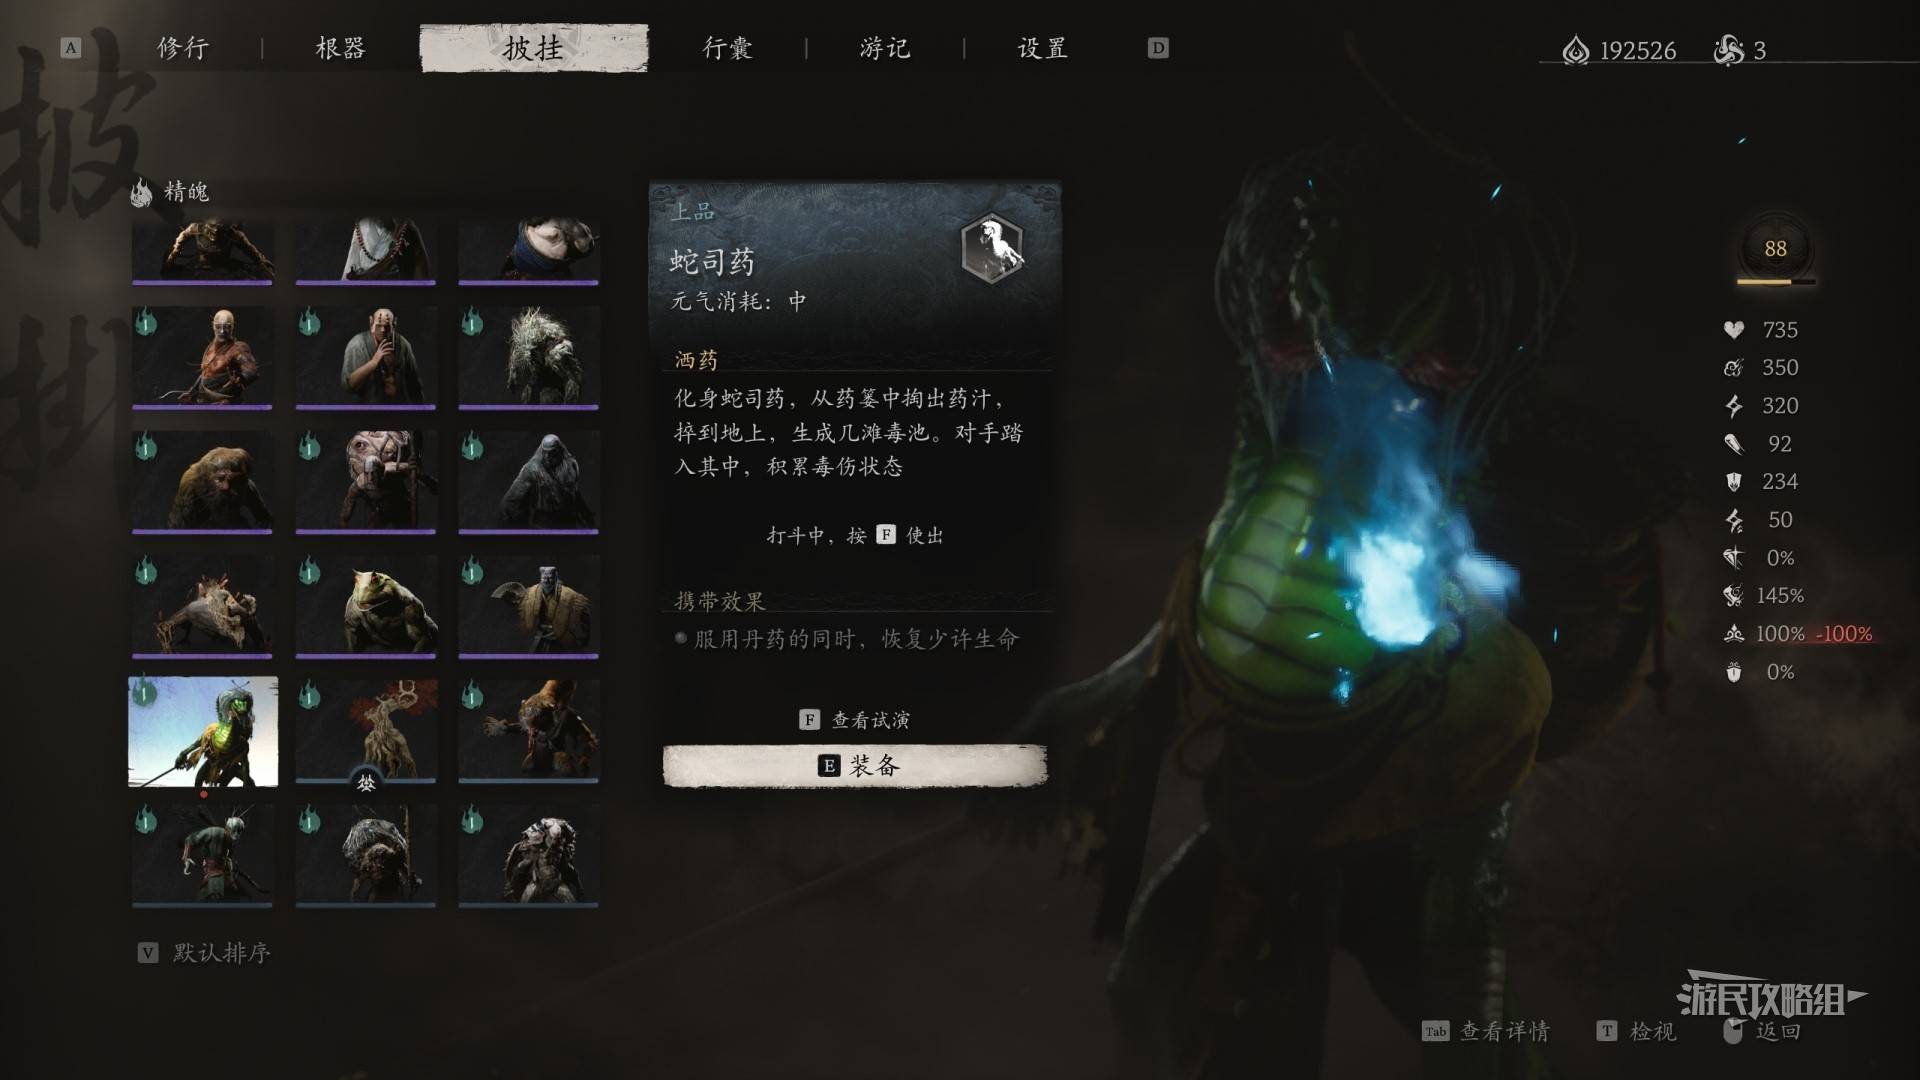 A 修行 | 根器 披挂 行囊 | 游记 | 设置 D
192526 3
披挂
精魄
上品
蛇司药
元气消耗：中
洒药
化身蛇司药，从药篓中掏出药汁，
摔到地上，生成几滩毒池。对手踏
入其中，积累毒伤状态
打斗中，按 F 使出
携带效果
服用丹药的同时，恢复少许生命
F 查看试演
E 装备
V 默认排序
88
735
350
320
92
234
50
0%
145%
100% -100%
0%
游民攻略组
Tab 查看详情 T 检视 返回